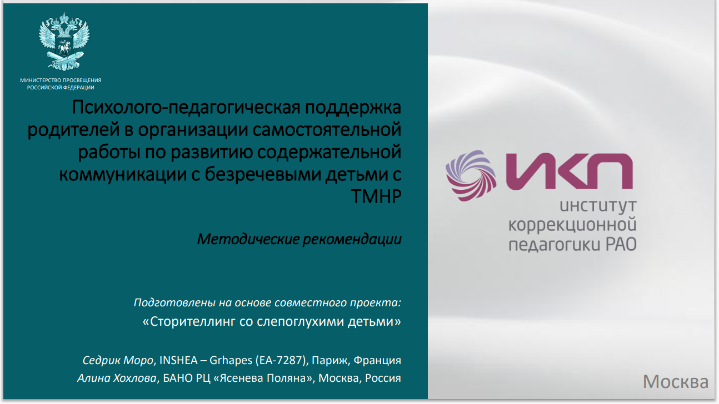 МИНИСТЕРСТВО ПРОСВЕЩЕНИЯ
РОССИЙСКОЙ ФЕДЕРАЦИИ
Психолого-педагогическая поддержка
родителей в организации самостоятельной
работы по развитию содержательной
коммуникации с безречевыми детьми с
ТМНР
Методические рекомендации
Подготовлены на основе совместного проекта:
«Сторителлинг со слепоглухими детьми»
Седрик Моро, INSHEA – Grhapes (EA-7287), Париж, Франция
Алина Хохлова, БАНО РЦ «Ясенева Поляна», Москва, Россия
ИКП
институт
коррекционной
педагогики РАО
Москва